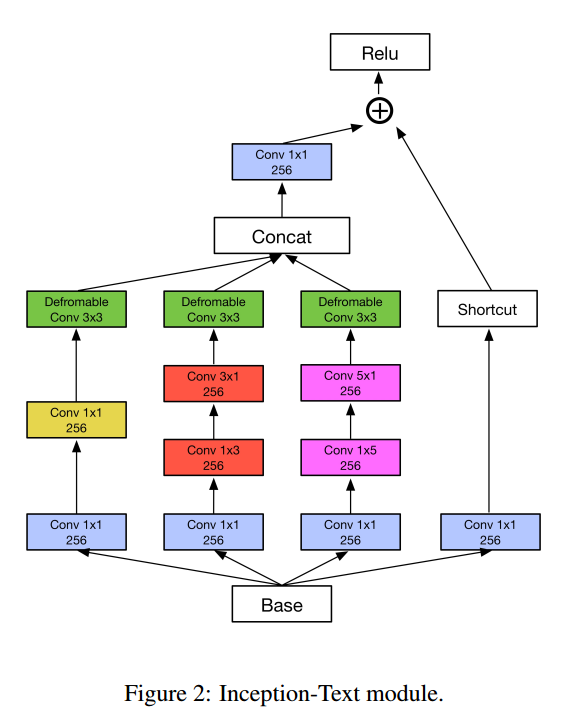 Relu
Conv 1x1
256
Concat
Defromable
Conv 3x3
Defromable
Conv 3x3
Defromable
Conv 3x3
Shortcut
Conv 3x1
256
Conv 5x1
256
Conv 1x1
256
Conv 1x3
256
Conv 1x5
256
Conv 1x1
256
Conv 1x1
256
Conv 1x1
256
Conv 1x1
256
Base
Figure 2: Inception-Text module.